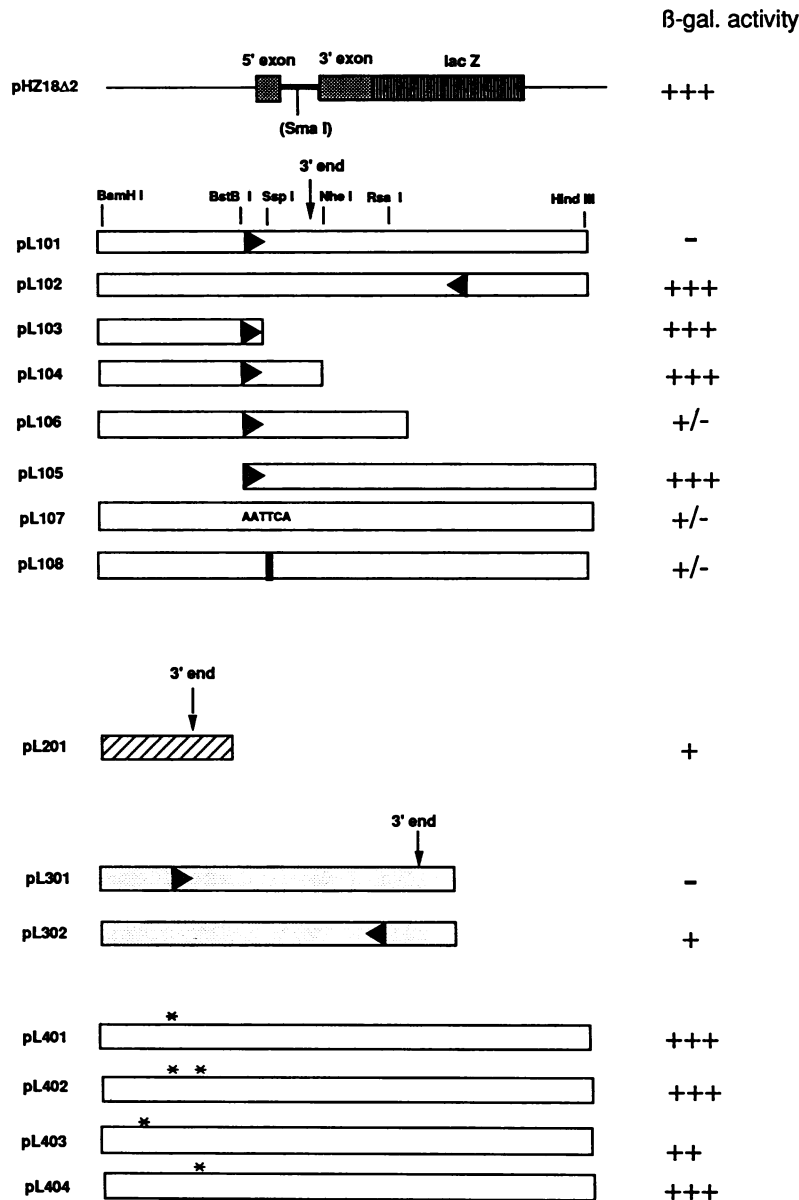 ß-gal. activity
5' exon 3' exon lac Z
pHZ18Δ2 +++
(Sma I)
3' end
BamH I BstB I Ssp I Nhe I Rsa I Hind III
pL101 -
pL102 +++
pL103 +++
pL104 +++
pL106 +/-
pL105 +++
pL107 AATTCA +/-
pL108 +/-
3' end
pL201 +
3' end
pL301 -
pL302 +
*
pL401 +++
* *
pL402 +++
*
pL403 ++
*
pL404 +++